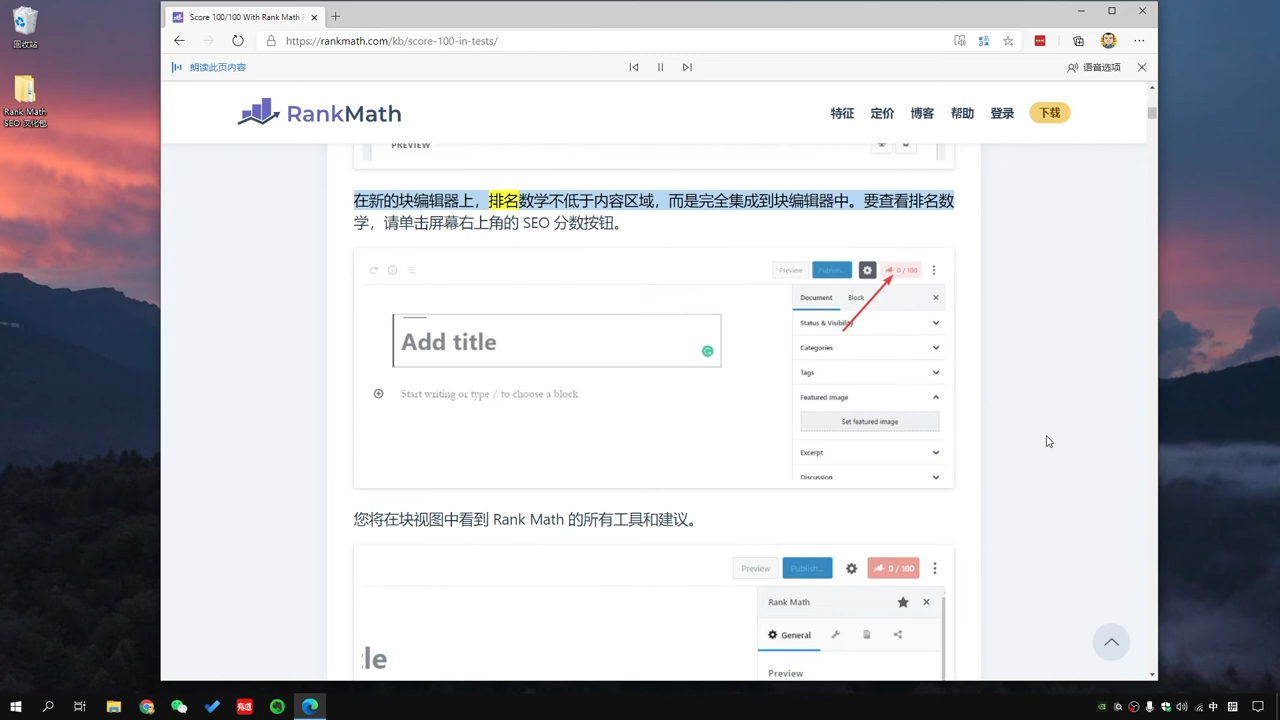 回收站
Rank Math
SEO 汉化包
Score 100/100 With Rank Math
https://rankmath.com/kb/score-100-in-tests/
朗读此页内容
语音选项
RankMath
特征
定价
博客
帮助
登录
下载
PREVIEW
在新的块编辑器上，排名数学不低于内容区域，而是完全集成到块编辑器中。要查看排名数
学，请单击屏幕右上角的 SEO 分数按钮。
Preview
Publish...
0 / 100
Document
Block
Status & Visibility
Add title
Categories
Tags
Start writing or type / to choose a block
Featured Image
Set featured image
Excerpt
Discussion
您将在块视图中看到 Rank Math 的所有工具和建议。
Preview
Publish...
0 / 100
Rank Math
General
tle
Preview
有道
中